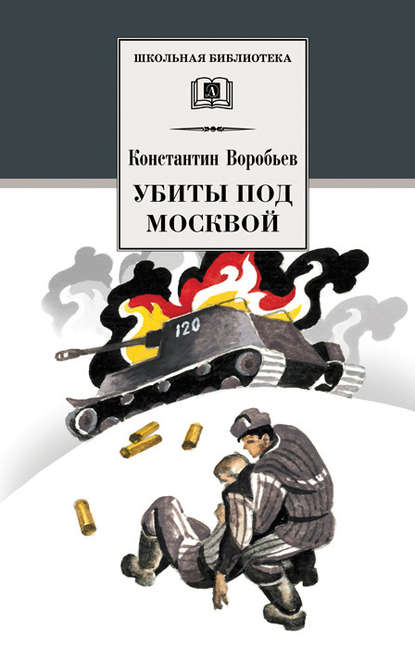 ШКОЛЬНАЯ БИБЛИОТЕКА
Константин Воробьев
УБИТЫ ПОД
МОСКВОЙ
120